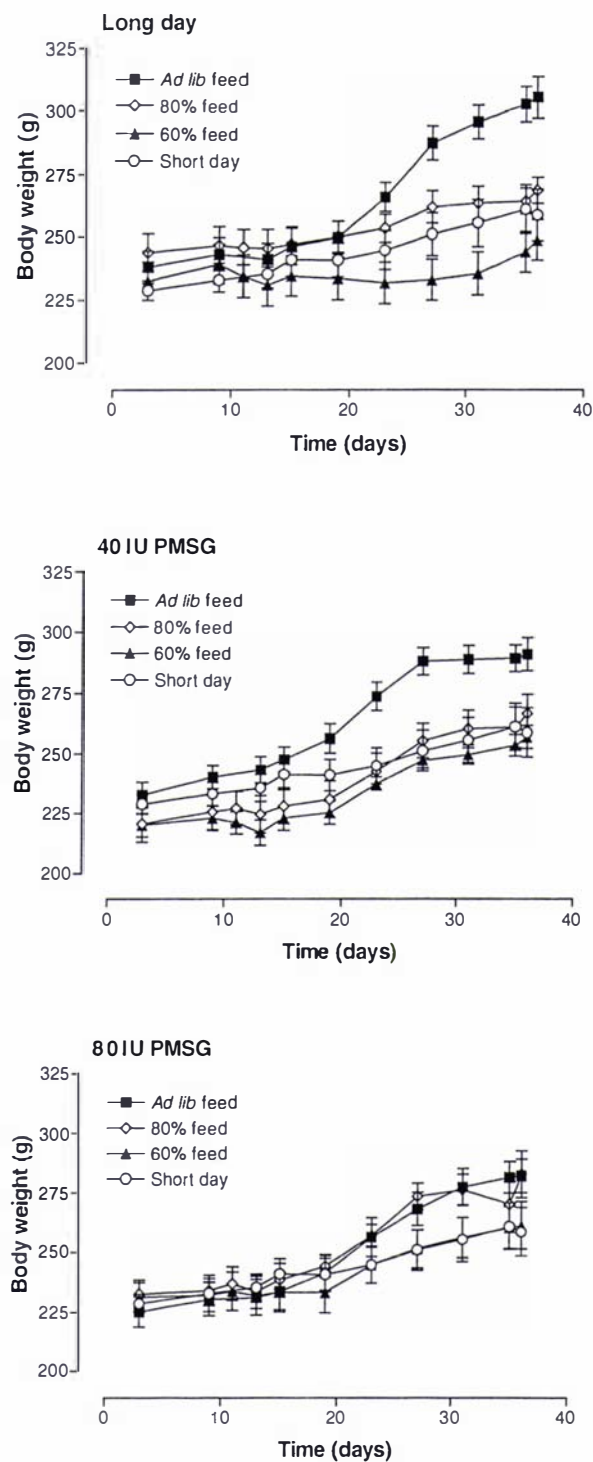 Long day
325
300
275
250
225
200
Body weight (g)
Ad lib feed
80% feed
60% feed
Short day
0 10 20 30 40
Time (days)
40 IU PMSG
325
300
275
250
225
200
Body weight (g)
Ad lib feed
80% feed
60% feed
Short day
0 10 20 30 40
Time (days)
80 IU PMSG
325
300
275
250
225
200
Body weight (g)
Ad lib feed
80% feed
60% feed
Short day
0 10 20 30 40
Time (days)